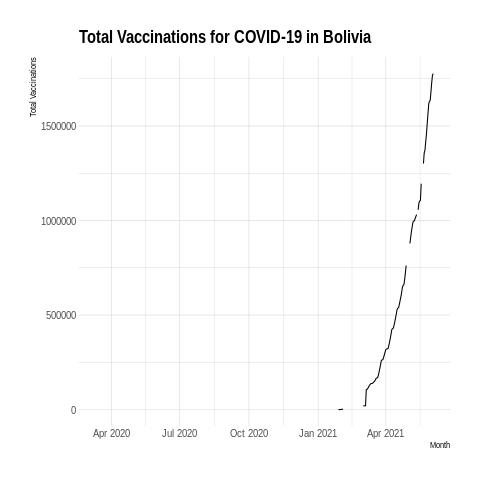 Total Vaccinations for COVID-19 in Bolivia
Total Vaccinations
1500000
1000000
500000
0
Apr 2020 Jul 2020 Oct 2020 Jan 2021 Apr 2021
Month